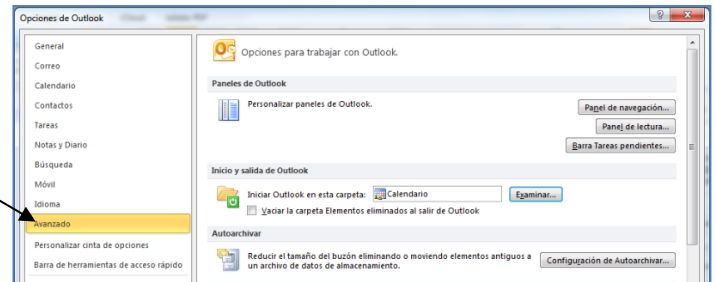 Opciones de Outlook
General
Correo
Calendario
Contactos
Tareas
Notas y Diario
Búsqueda
Móvil
Idioma
Avanzado
Personalizar cinta de opciones
Barra de herramientas de acceso rápido
Opciones para trabajar con Outlook.
Paneles de Outlook
Personalizar paneles de Outlook.
Panel de navegación...
Panel de lectura...
Barra Tareas pendientes...
Inicio y salida de Outlook
Iniciar Outlook en esta carpeta: Calendario Examinar...
Vaciar la carpeta Elementos eliminados al salir de Outlook
Autoarchivar
Reducir el tamaño del buzón eliminando o moviendo elementos antiguos a
un archivo de datos de almacenamiento.
Configuración de Autoarchivar...